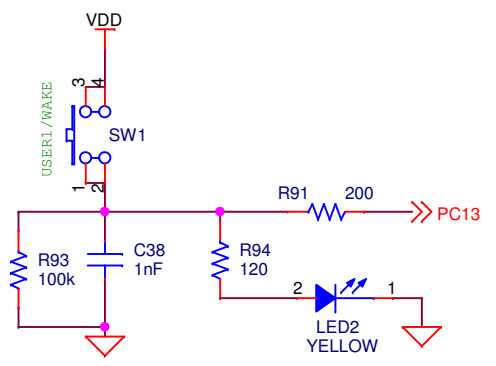 VDD
3
4
USER1/WAKE
SW1
1
2
R91
200
PC13
R93
100k
C38
1nF
R94
120
2
1
LED2
YELLOW